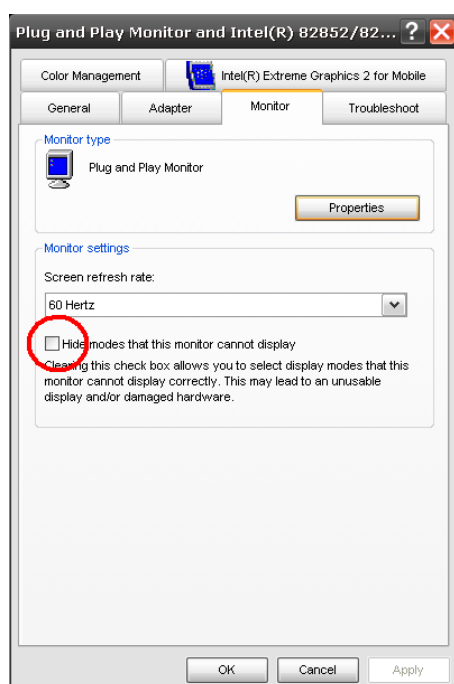 Plug and Play Monitor and Intel(R) 82852/82... ?
Color Management
Intel(R) Extreme Graphics 2 for Mobile
General
Adapter
Monitor
Troubleshoot
Monitor type
Plug and Play Monitor
Properties
Monitor settings
Screen refresh rate:
60 Hertz
Hide modes that this monitor cannot display
Clearing this check box allows you to select display modes that this
monitor cannot display correctly. This may lead to an unusable
display and/or damaged hardware.
OK
Cancel
Apply